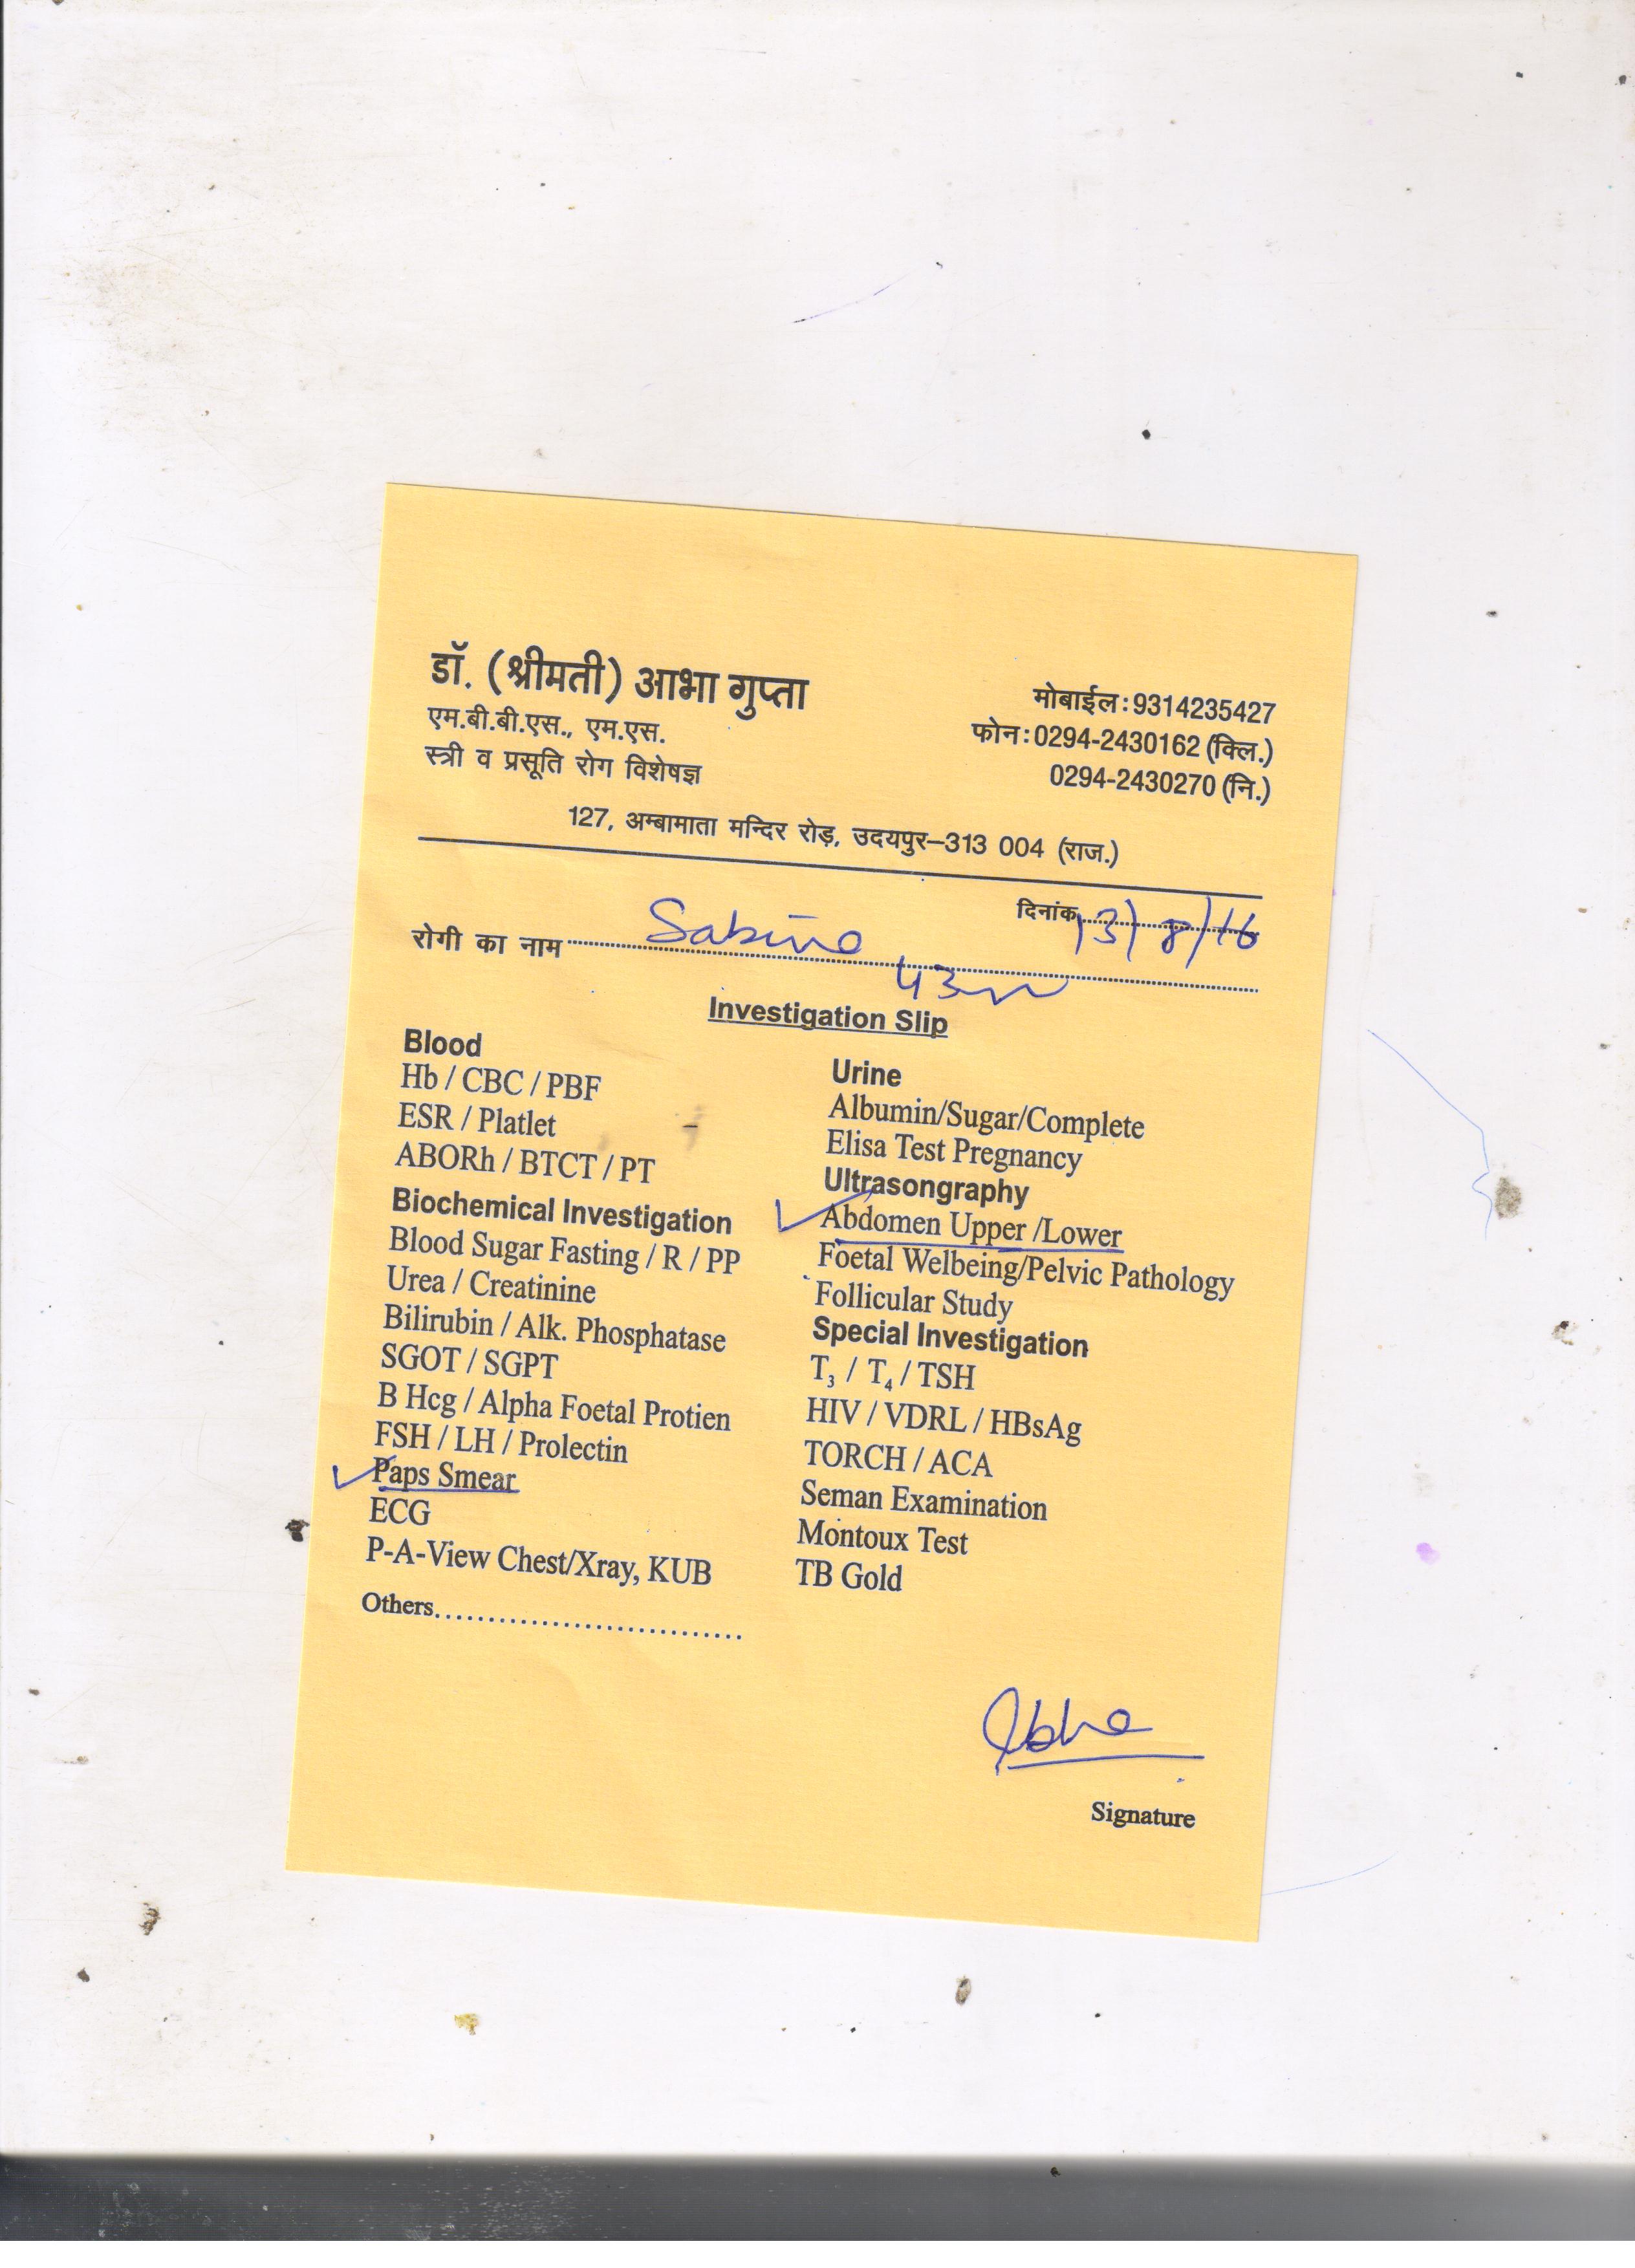 डॉ. (श्रीमती) आभा गुप्ता
एम.बी.बी.एस., एम.एस.
स्त्री व प्रसूति रोग विशेषज्ञ
मोबाईल : 9314235427
फोन : 0294-2430162 (क्लि.)
0294-2430270 (नि.)
127, अम्बामाता मन्दिर रोड़, उदयपुर–313 004 (राज.)
दिनांक 13/8/16
रोगी का नाम Sabina
43
Investigation Slip
Blood
Hb / CBC / PBF
ESR / Platlet
ABORh / BTCT / PT
Biochemical Investigation
Blood Sugar Fasting / R / PP
Urea / Creatinine
Bilirubin / Alk. Phosphatase
SGOT / SGPT
B Hcg / Alpha Foetal Protien
FSH / LH / Prolectin
Paps Smear
ECG
P-A-View Chest/Xray, KUB
Others..............................
Urine
Albumin/Sugar/Complete
Elisa Test Pregnancy
Ultrasongraphy
Abdomen Upper /Lower
Foetal Welbeing/Pelvic Pathology
Follicular Study
Special Investigation
T₃ / T₄ / TSH
HIV / VDRL / HBsAg
TORCH / ACA
Seman Examination
Montoux Test
TB Gold
Abha
Signature